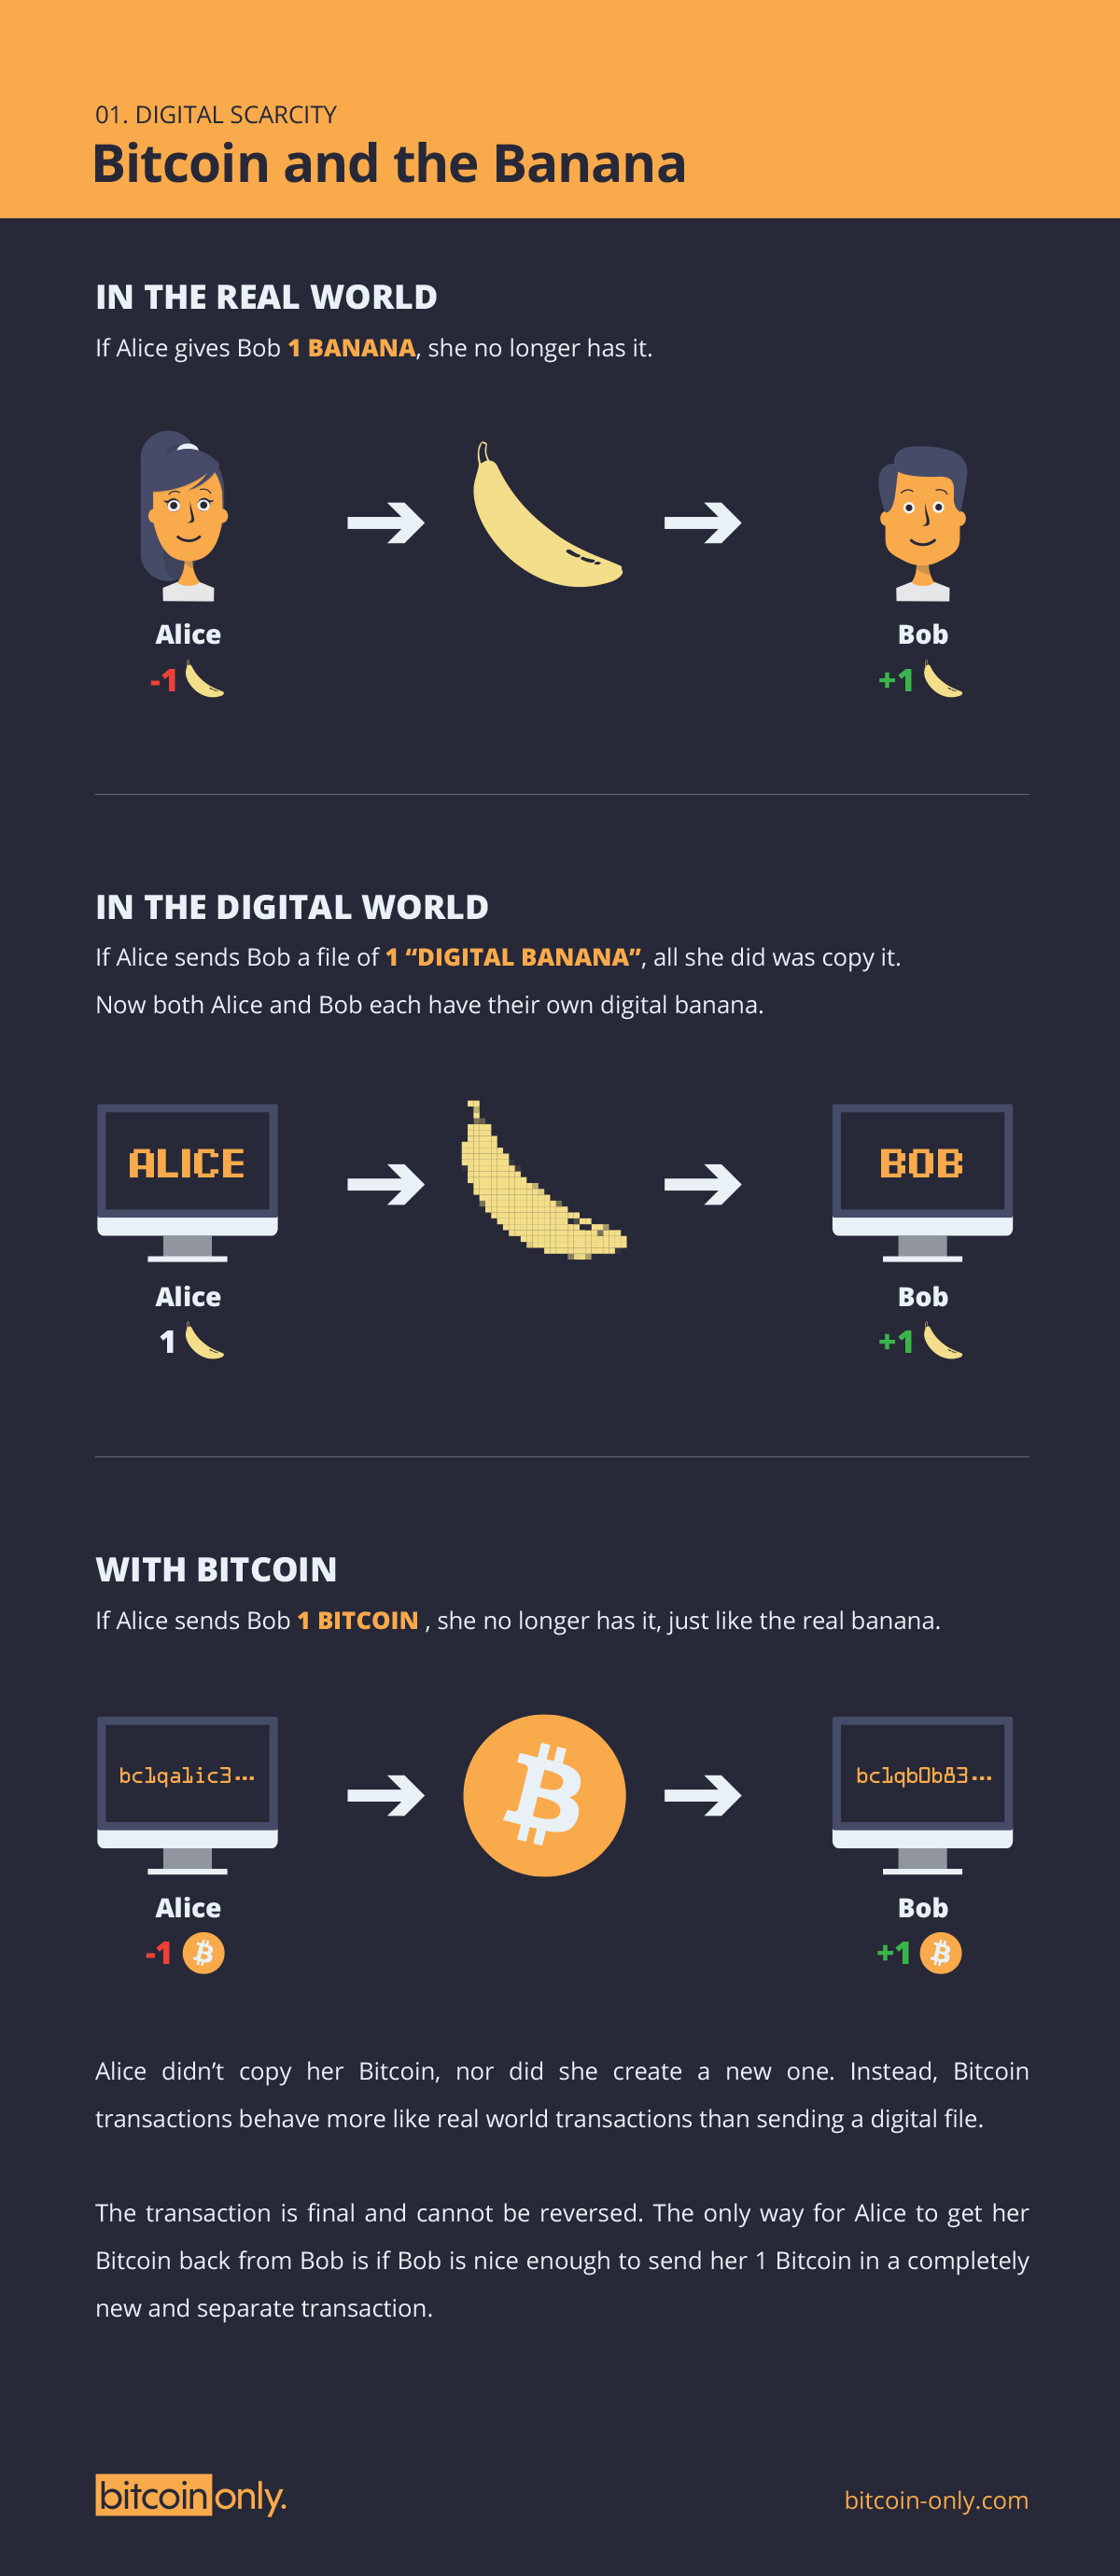 01. DIGITAL SCARCITY
Bitcoin and the Banana
IN THE REAL WORLD
If Alice gives Bob 1 BANANA, she no longer has it.
Alice
-1
Bob
+1
IN THE DIGITAL WORLD
If Alice sends Bob a file of 1 “DIGITAL BANANA”, all she did was copy it.
Now both Alice and Bob each have their own digital banana.
ALICE
BOB
Alice
1
Bob
+1
WITH BITCOIN
If Alice sends Bob 1 BITCOIN , she no longer has it, just like the real banana.
bc1qa1ic3...
bc1qb0b83...
Alice
-1
Bob
+1
Alice didn’t copy her Bitcoin, nor did she create a new one. Instead, Bitcoin
transactions behave more like real world transactions than sending a digital file.
The transaction is final and cannot be reversed. The only way for Alice to get her
Bitcoin back from Bob is if Bob is nice enough to send her 1 Bitcoin in a completely
new and separate transaction.
bitcoin only.
bitcoin-only.com